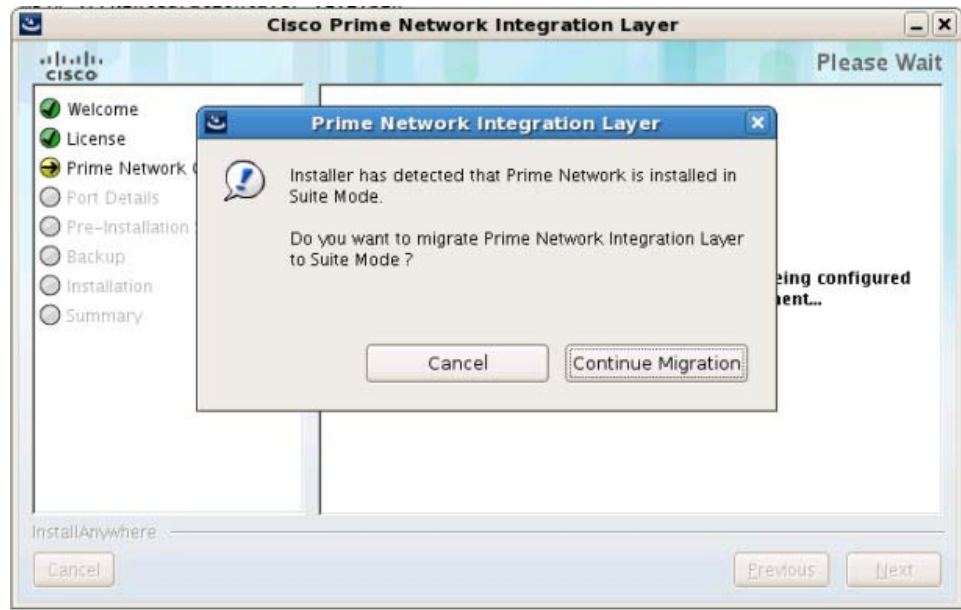 Cisco Prime Network Integration Layer
CISCO
Please Wait
Welcome
License
Prime Network
Port Details
Pre-Installation
Backup
Installation
Summary
Prime Network Integration Layer
Installer has detected that Prime Network is installed in
Suite Mode.
Do you want to migrate Prime Network Integration Layer
to Suite Mode ?
Cancel
Continue Migration
configured
InstallAnywhere
Cancel
Previous
Next